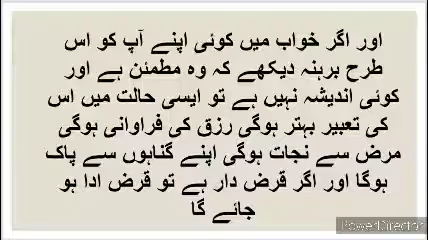 اور اگر خواب میں کوئی اپنے آپ کو اس
طرح برہنہ دیکھے کہ وہ مطمئن ہے اور
کوئی اندیشہ نہیں ہے تو ایسی حالت میں اس
کی تعبیر بہتر ہوگی رزق کی فراوانی ہوگی
مرض سے نجات ہوگی اپنے گناہوں سے پاک
ہوگا اور اگر قرض دار ہے تو قرض ادا ہو
جائے گا
PowerDirector